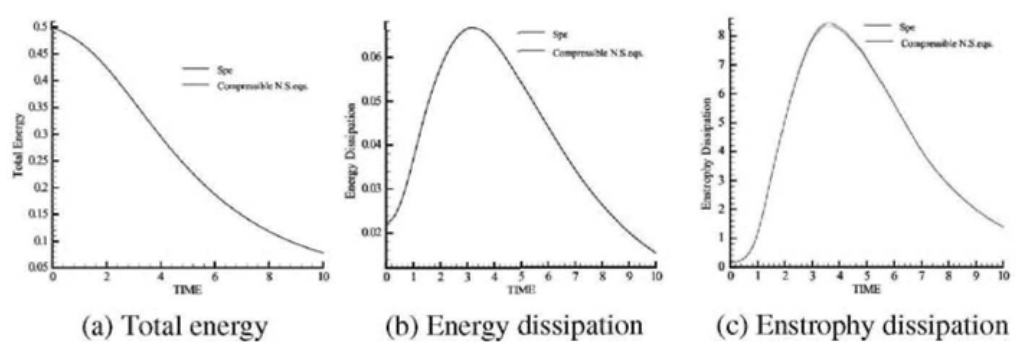 0.5
0.45
0.4
0.35
0.3
0.25
0.2
0.15
0.1
0.05
Total Energy
Spe
Compressible N.S.eqs.
0 2 4 6 8 10
TIME
(a) Total energy
0.06
0.05
0.04
0.03
0.02
Energy Dissipation
Spe
Compressible N.S.eqs.
0 1 2 3 4 5 6 7 8 9 10
TIME
(b) Energy dissipation
8
7
6
5
4
3
2
1
0
Enstrophy Dissipation
Spe
Compressible N.S.eqs.
0 1 2 3 4 5 6 7 8 9 10
TIME
(c) Enstrophy dissipation